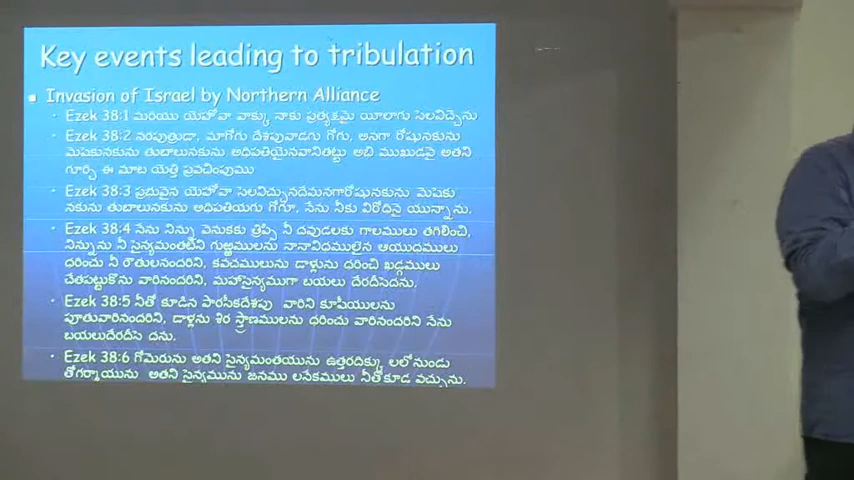 Key events leading to tribulation
Invasion of Israel by Northern Alliance
Ezek 38:1 మరియు యెహోవా వాక్కు నాకు ప్రత్యక్షమై యీలాగు సెలవిచ్చెను
Ezek 38:2 నరపుత్రుడా, మాగోగు దేశపువాడగు గోగు, అనగా రోషునకును
మెషెకునకును తుబాలునకును అధిపతియైనవానితట్టు అభి ముఖుడవై అతని
గూర్చి ఈ మాట యెత్తి ప్రవచింపుము
Ezek 38:3 ప్రభువైన యెహోవా సెలవిచ్చునదేమనగారోషునకును మెషెకు
నకును తుబాలునకును అధిపతియగు గోగూ, నేను నీకు విరోధినై యున్నాను.
Ezek 38:4 నేను నిన్ను వెనుకకు త్రిప్పి నీ దవుడలకు గాలములు తగిలించి,
నిన్నును నీ సైన్యమంతటిని గుఱ్ఱములను నానావిధములైన ఆయుధములు
ధరించు నీ రౌతులనందరిని, కవచములును డాళ్లును ధరించి ఖడ్గములు
చేతపట్టుకొను వారినందరిని, మహాసైన్యముగా బయలు దేరదీసెదను.
Ezek 38:5 నీతో కూడిన పారసీకదేశపు వారిని కూషీయులను
పూతువారినందరిని, డాళ్లను శిర స్త్రాణములను ధరించు వారినందరిని నేను
బయలుదేరదీసె దను.
Ezek 38:6 గోమెరును అతని సైన్యమంతయును ఉత్తరదిక్కు లలోనుండు
తోగర్మాయును అతని సైన్యమును జనము లనేకములు నీతోకూడ వచ్చును.